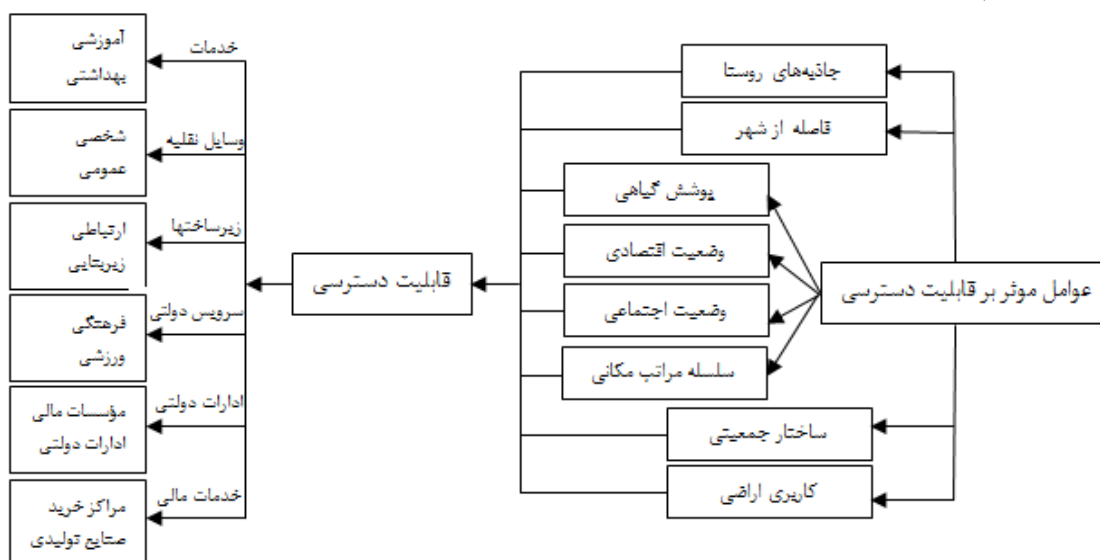 عوامل موثر بر قابلیت دسترسی
جاذبه‌های روستا
فاصله از شهر
پوشش گیاهی
وضعیت اقتصادی
وضعیت اجتماعی
سلسله مراتب مکانی
ساختار جمعیتی
کاربری اراضی
قابلیت دسترسی
خدمات
آموزشی
بهداشتی
وسایل نقلیه
شخصی
عمومی
زیرساختها
ارتباطی
زیربنایی
سرویس دولتی
فرهنگی
ورزشی
ادارات دولتی
مؤسسات مالی
ادارات دولتی
خدمات مالی
مراکز خرید
صنایع تولیدی